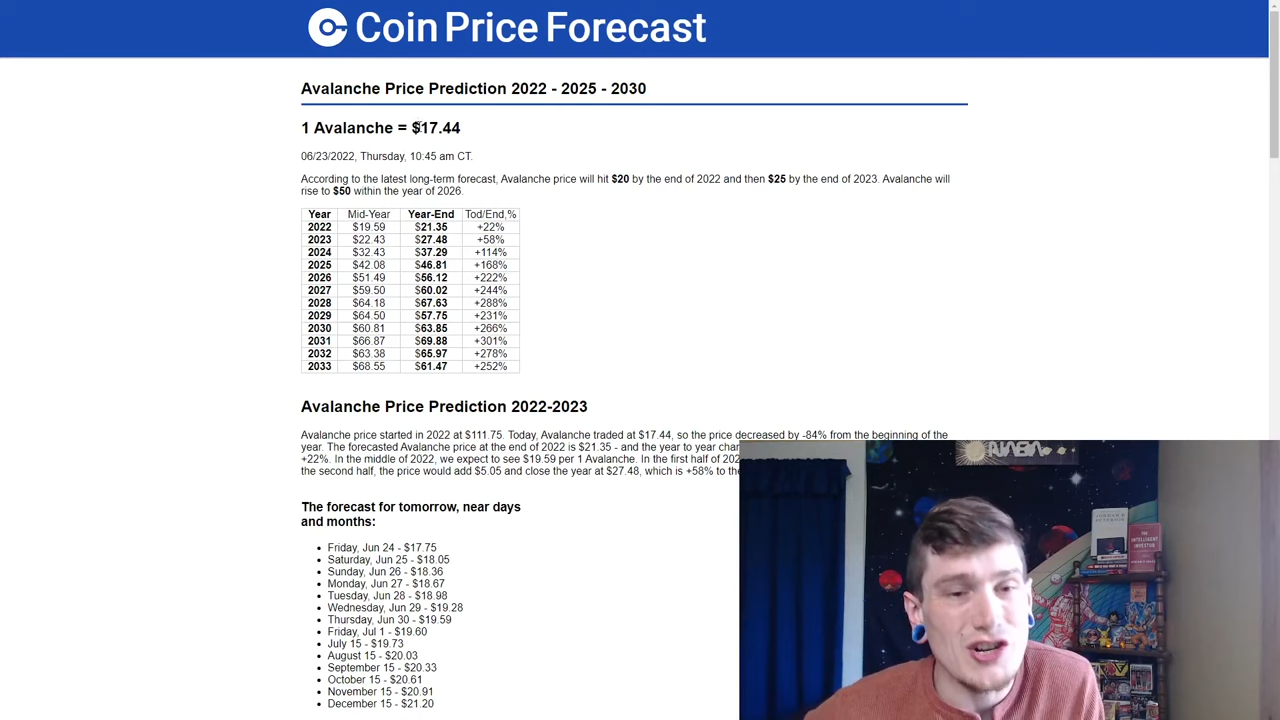 Coin Price Forecast
Avalanche Price Prediction 2022 - 2025 - 2030
1 Avalanche = $17.44
06/23/2022, Thursday, 10:45 am CT.
According to the latest long-term forecast, Avalanche price will hit $20 by the end of 2022 and then $25 by the end of 2023. Avalanche will
rise to $50 within the year of 2026.
Year Mid-Year Year-End Tod/End,%
2022 $19.59 $21.35 +22%
2023 $22.43 $27.48 +58%
2024 $32.43 $37.29 +114%
2025 $42.08 $46.81 +168%
2026 $51.49 $56.12 +222%
2027 $59.50 $60.02 +244%
2028 $64.18 $67.63 +288%
2029 $64.50 $57.75 +231%
2030 $60.81 $63.85 +266%
2031 $66.87 $69.88 +301%
2032 $63.38 $65.97 +278%
2033 $68.55 $61.47 +252%
Avalanche Price Prediction 2022-2023
Avalanche price started in 2022 at $111.75. Today, Avalanche traded at $17.44, so the price decreased by -84% from the beginning of the
year. The forecasted Avalanche price at the end of 2022 is $21.35 - and the year to year
+22%. In the middle of 2022, we expect to see $19.59 per 1 Avalanche. In the first half of
the second half, the price would add $5.05 and close the year at $27.48, which is +58% to the
The forecast for tomorrow, near days
and months:
• Friday, Jun 24 - $17.75
• Saturday, Jun 25 - $18.05
• Sunday, Jun 26 - $18.36
• Monday, Jun 27 - $18.67
• Tuesday, Jun 28 - $18.98
• Wednesday, Jun 29 - $19.28
• Thursday, Jun 30 - $19.59
• Friday, Jul 1 - $19.60
• July 15 - $19.73
• August 15 - $20.03
• September 15 - $20.33
• October 15 - $20.61
• November 15 - $20.91
• December 15 - $21.20
NASA
JORDAN B.
PETERSON
THE
INTELLIGENT
INVESTOR